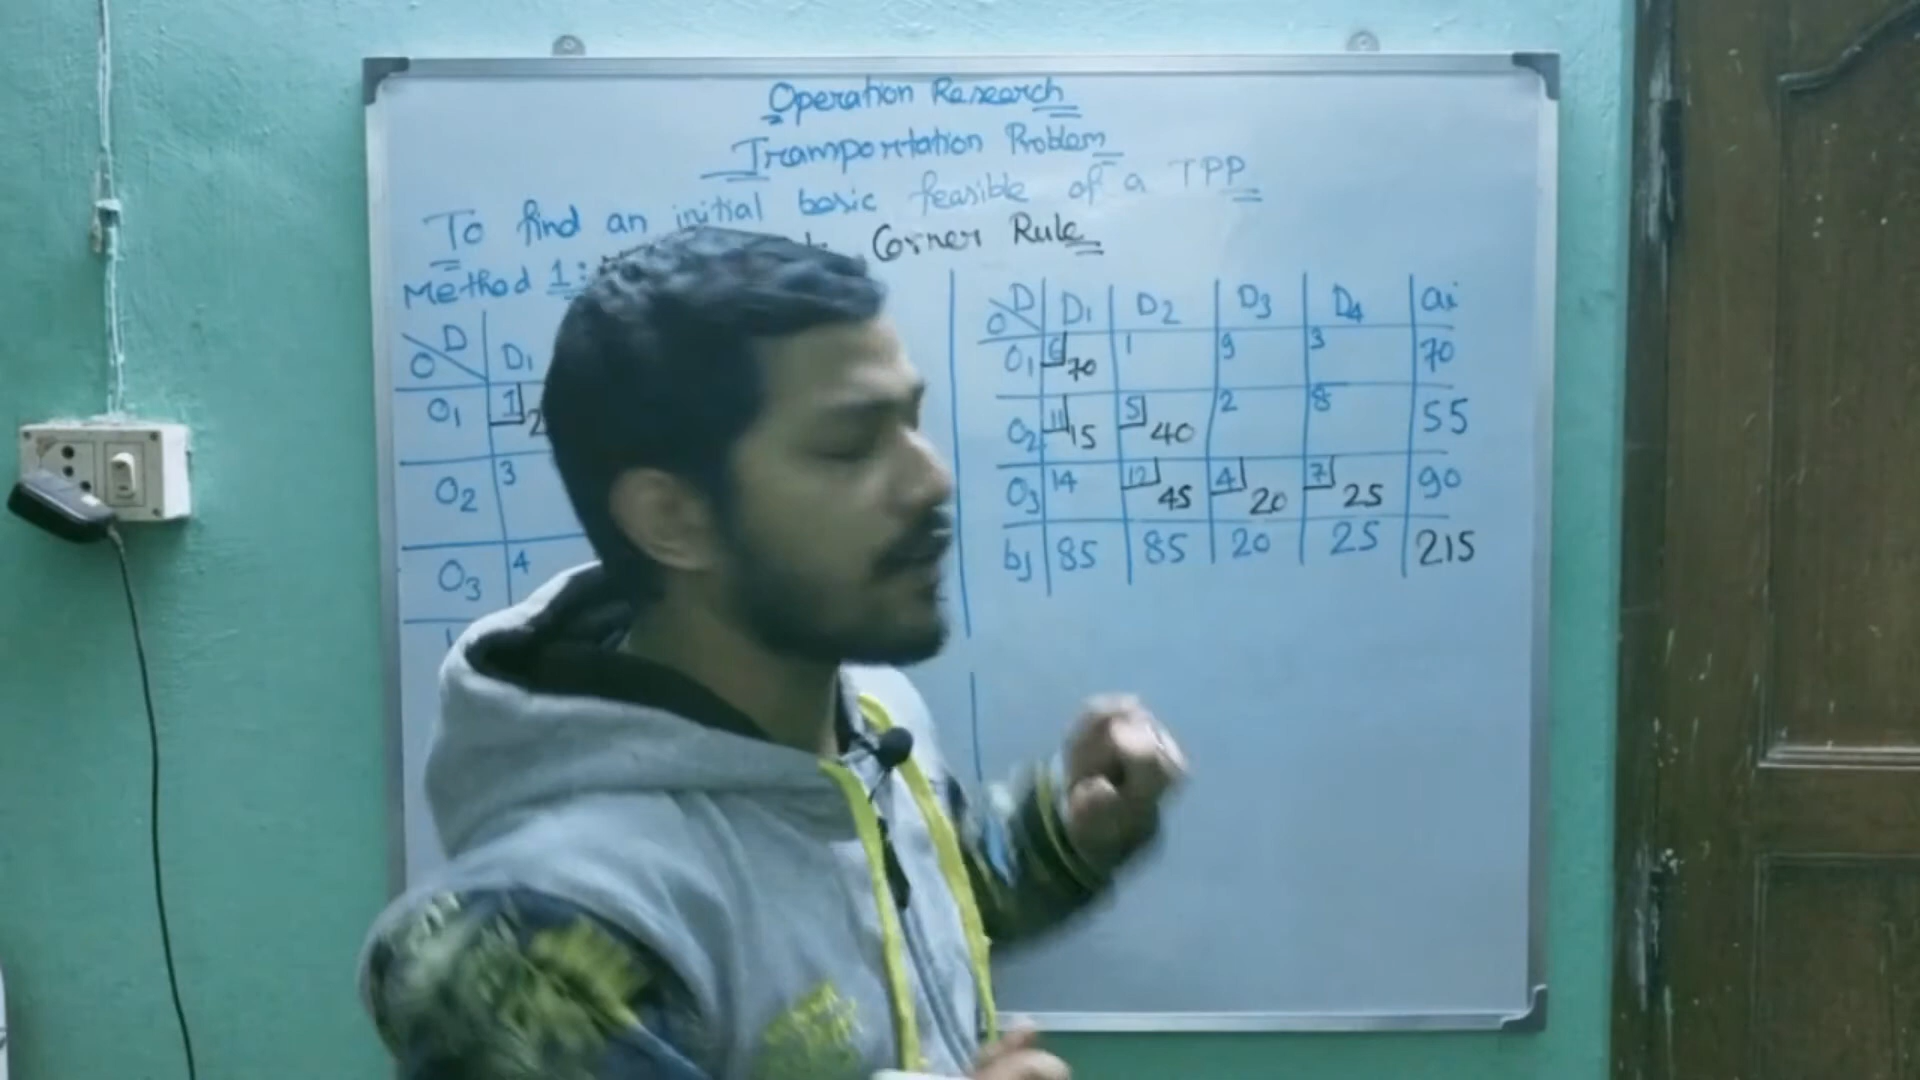 Operation Research
Transportation Problem
To find an initial basic feasible of a TPP
Method 1: Corner Rule
O D D1
O1 1 2
O2 3
O3 4
O D D1 D2 D3 D4 ai
O1 6 70 1 9 3 70
O2 11 15 5 40 2 8 55
O3 14 12 45 4 20 7 25 90
bj 85 85 20 25 215